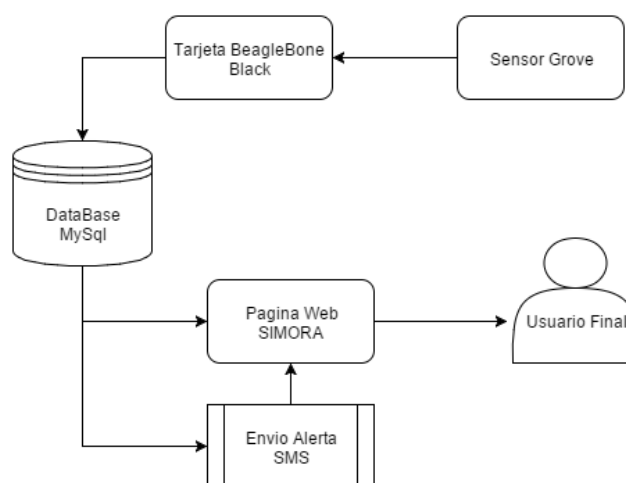 Tarjeta BeagleBone
Black
Sensor Grove
DataBase
MySql
Pagina Web
SIMORA
Usuario Final
Envio Alerta
SMS